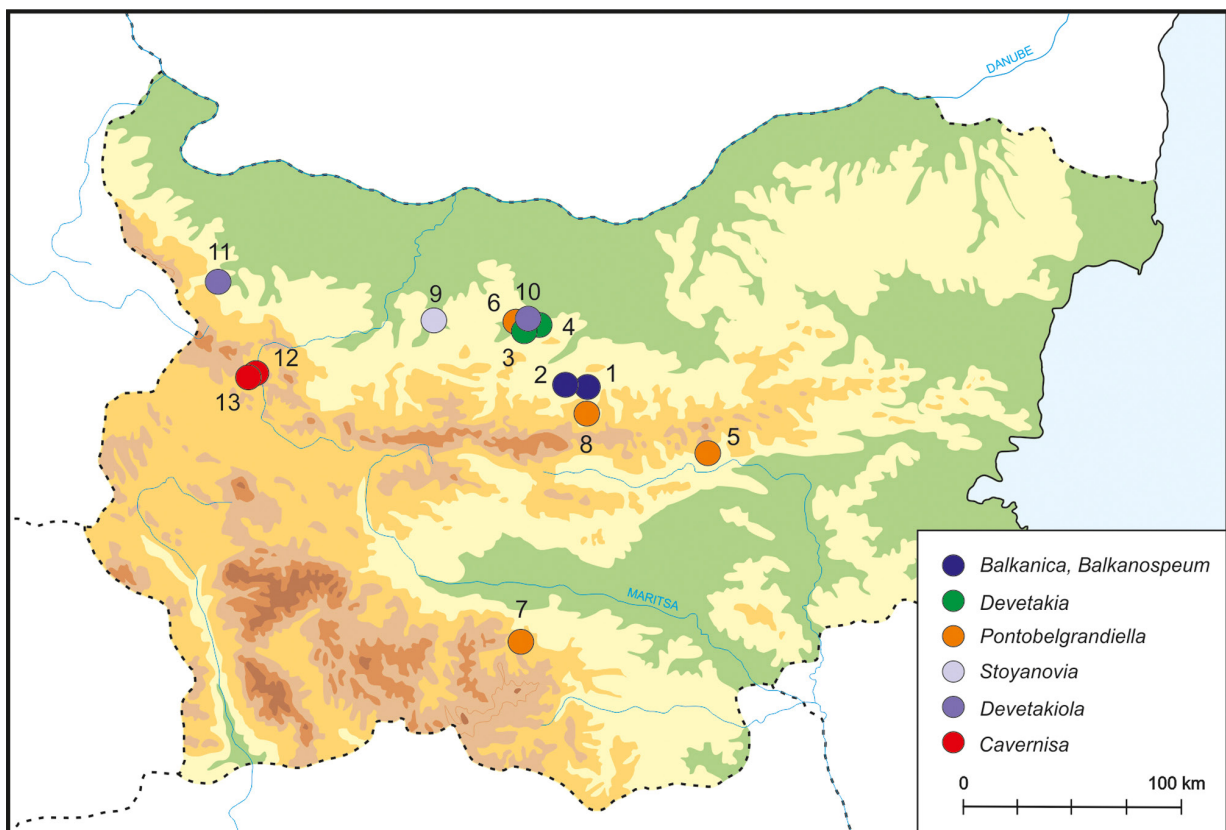 DANUBE
11
9
6
10
4
3
12
13
2
1
8
5
MARITSA
7
Balkanica, Balkanospeum
Devetakia
Pontobelgrandiella
Stoyanovia
Devetakiola
Cavernisa
0 100 km